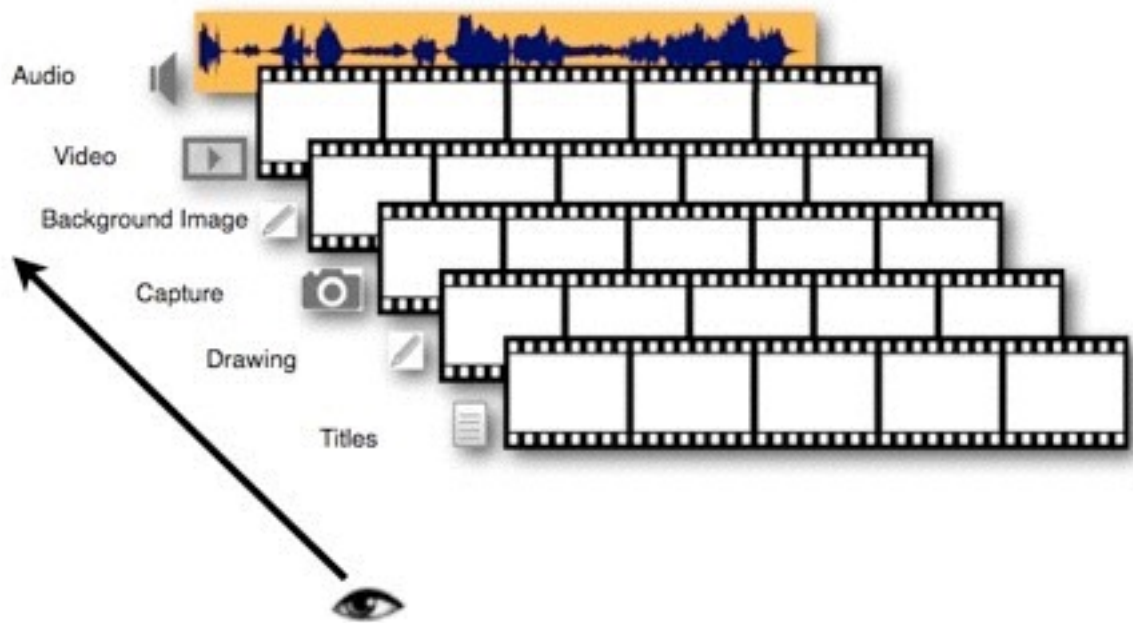 Audio
Video
Background Image
Capture
Drawing
Titles